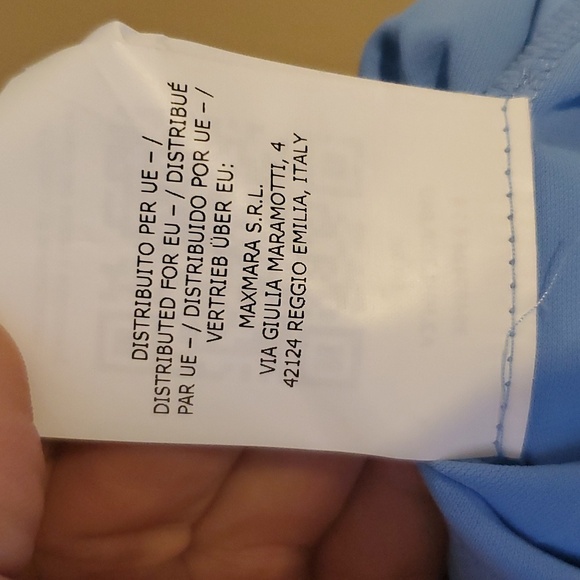 DISTRIBUITO PER UE – /
DISTRIBUTED FOR EU – / DISTRIBUÉ
PAR UE – / DISTRIBUIDO POR UE – /
VERTRIEB ÜBER EU:
MAXMARA S.R.L.
VIA GIULIA MARAMOTTI, 4
42124 REGGIO EMILIA, ITALY